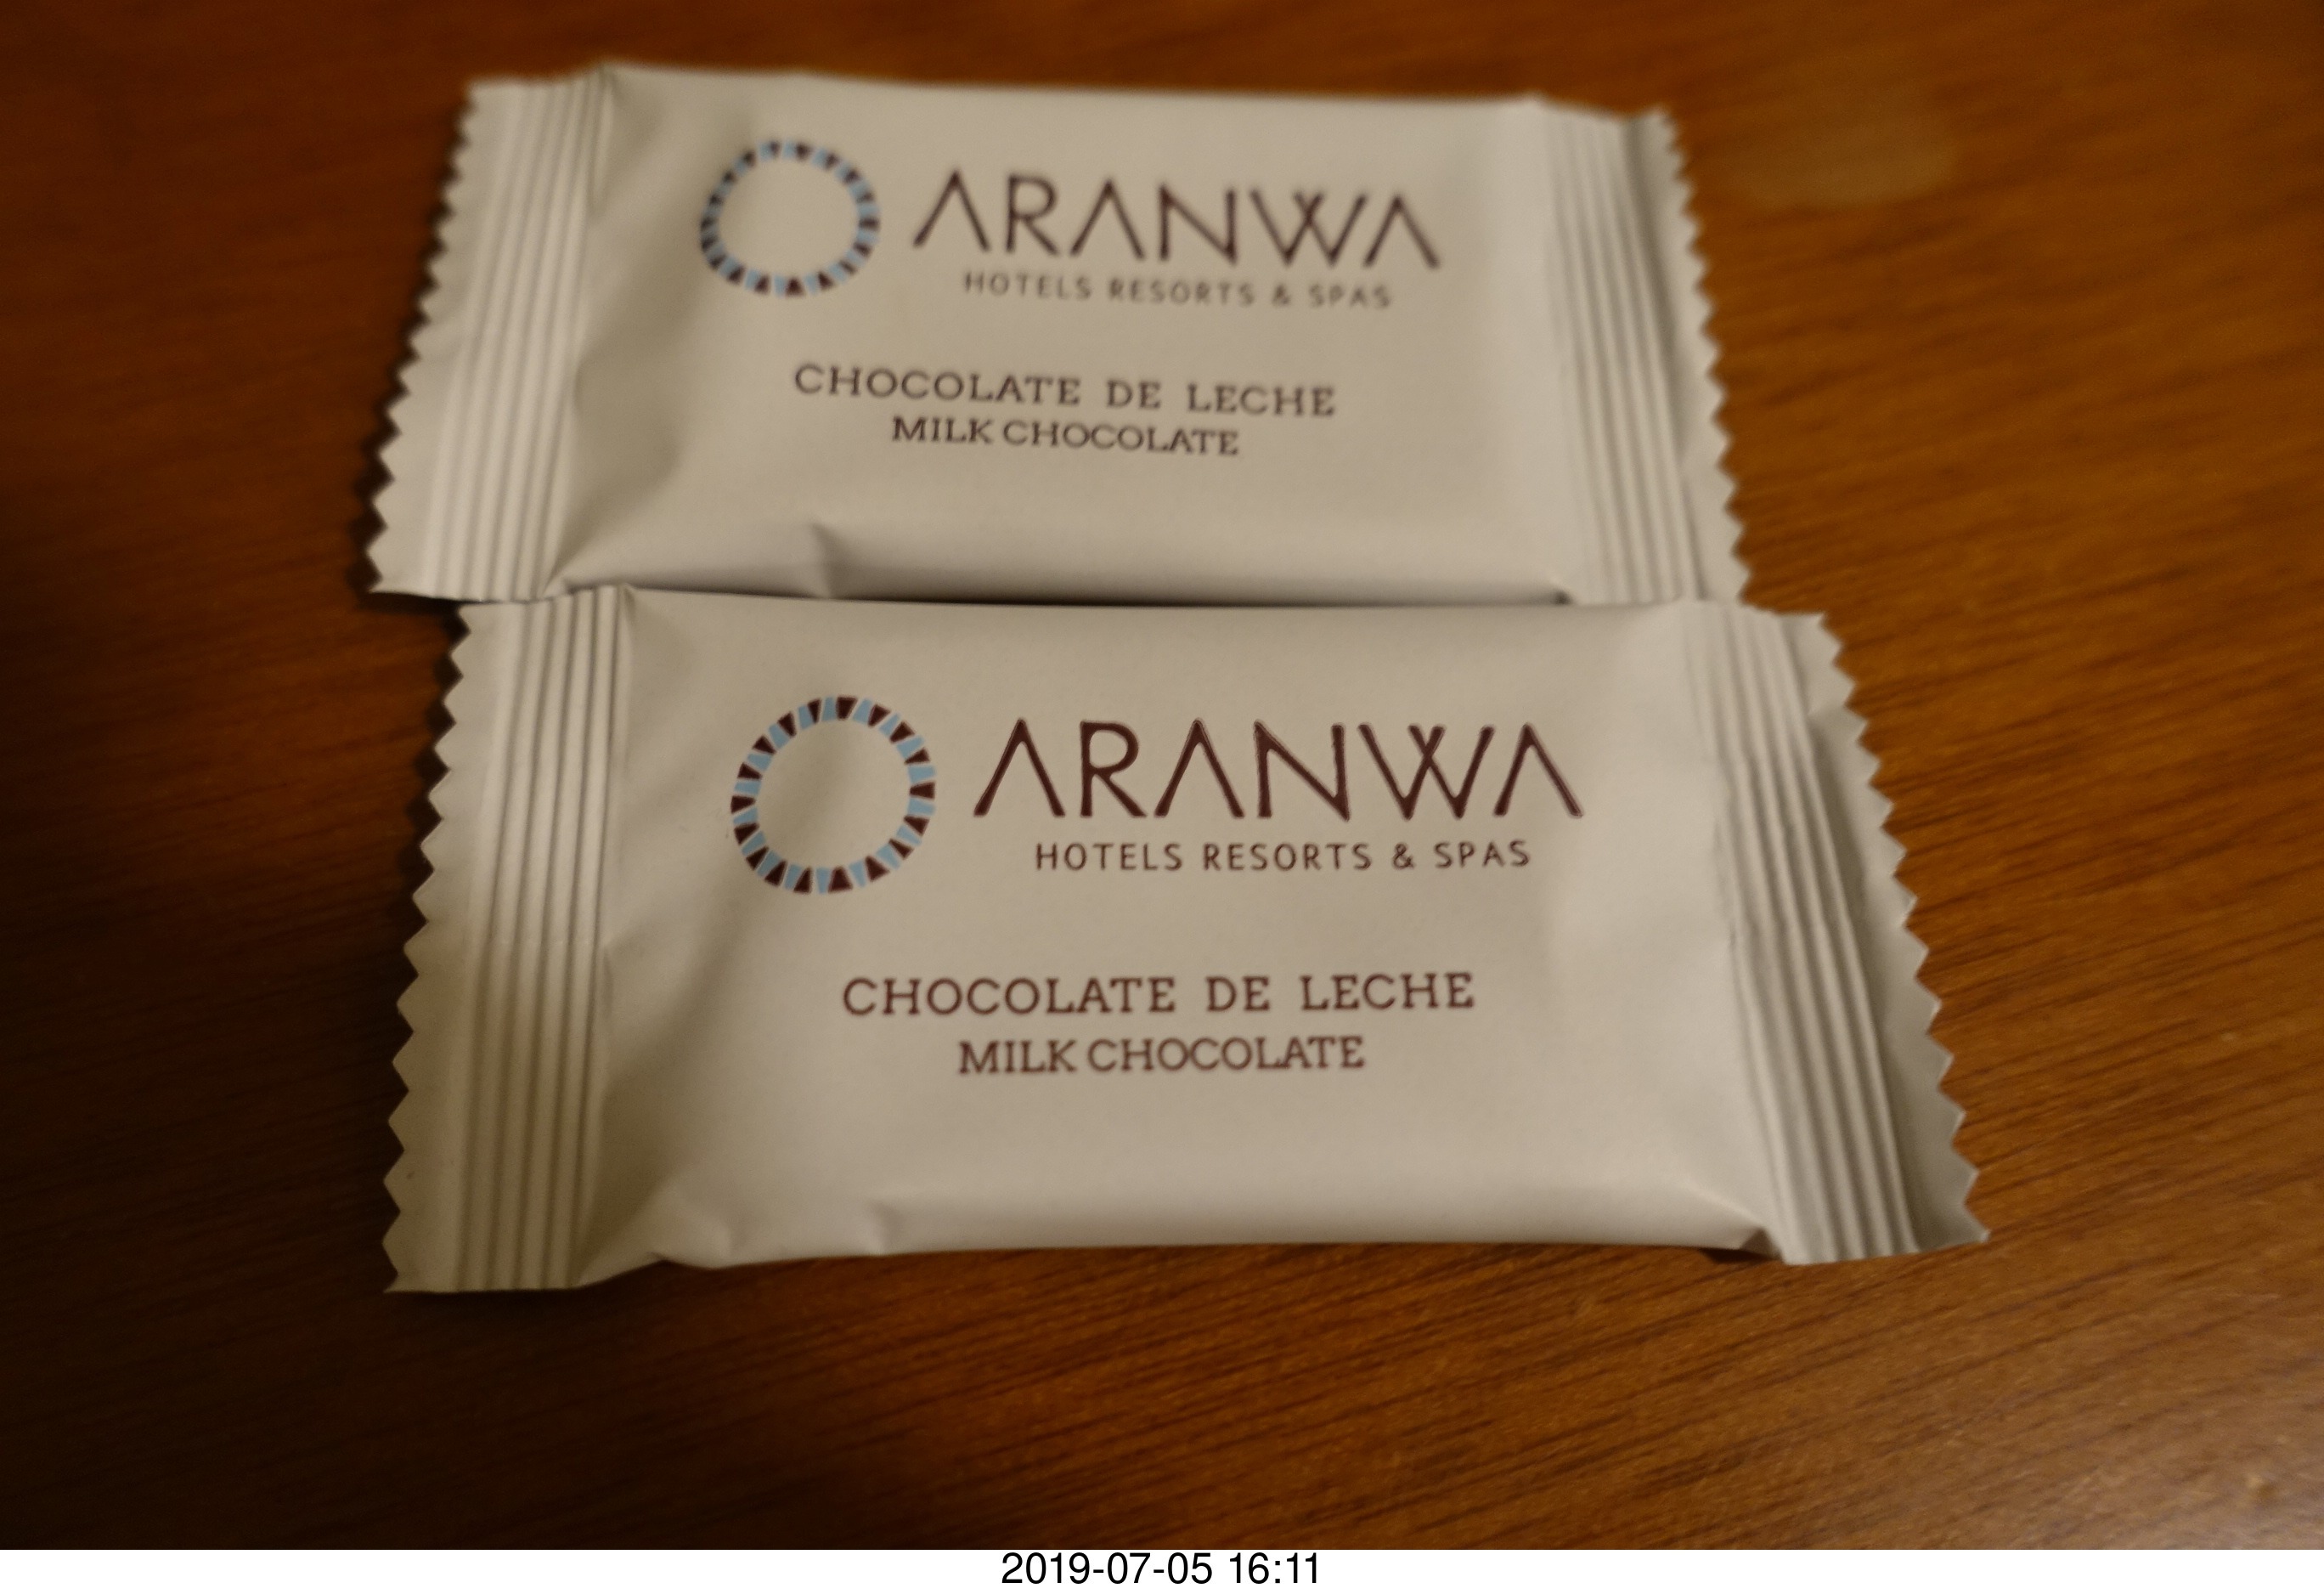 ARANWA
HOTELS RESORTS & SPAS
CHOCOLATE DE LECHE
MILK CHOCOLATE
ARANWA
HOTELS RESORTS & SPAS
CHOCOLATE DE LECHE
MILK CHOCOLATE
2019-07-05 16:11